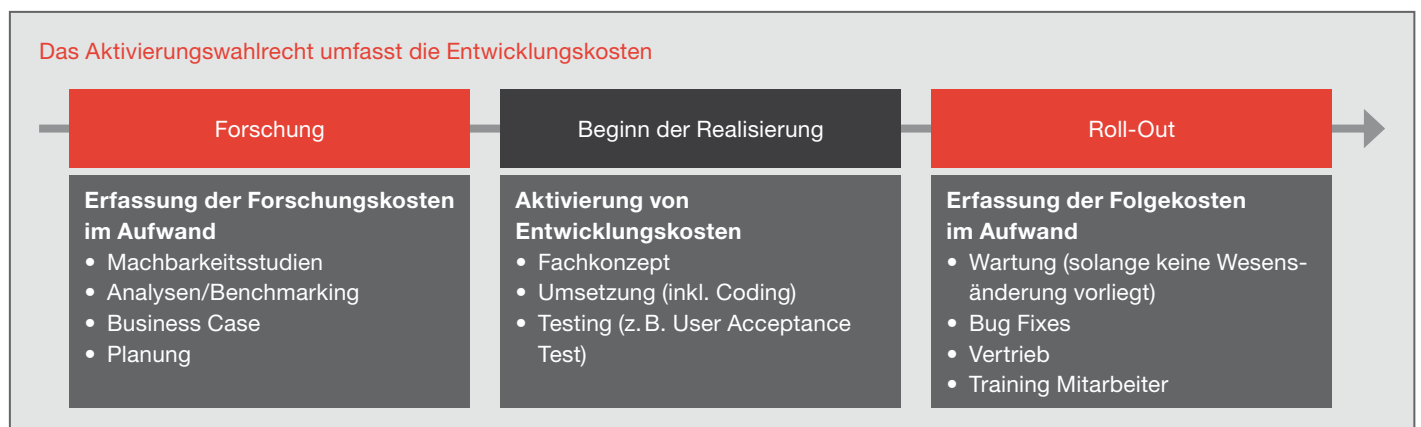 Das Aktivierungswahlrecht umfasst die Entwicklungskosten
Forschung
Erfassung der Forschungskosten
im Aufwand
• Machbarkeitsstudien
• Analysen/Benchmarking
• Business Case
• Planung
Beginn der Realisierung
Aktivierung von
Entwicklungskosten
• Fachkonzept
• Umsetzung (inkl. Coding)
• Testing (z. B. User Acceptance
Test)
Roll-Out
Erfassung der Folgekosten
im Aufwand
• Wartung (solange keine Wesens-
änderung vorliegt)
• Bug Fixes
• Vertrieb
• Training Mitarbeiter